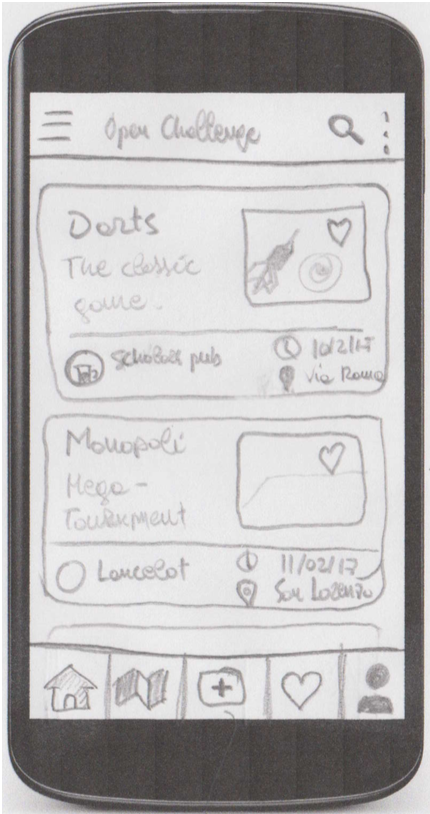 Open Challenge
Darts
The classic
game.
Scholars pub
10/2/17
via Roma
Monopoli
Mega -
Tournament
Lancelot
11/02/17
San Lorenzo